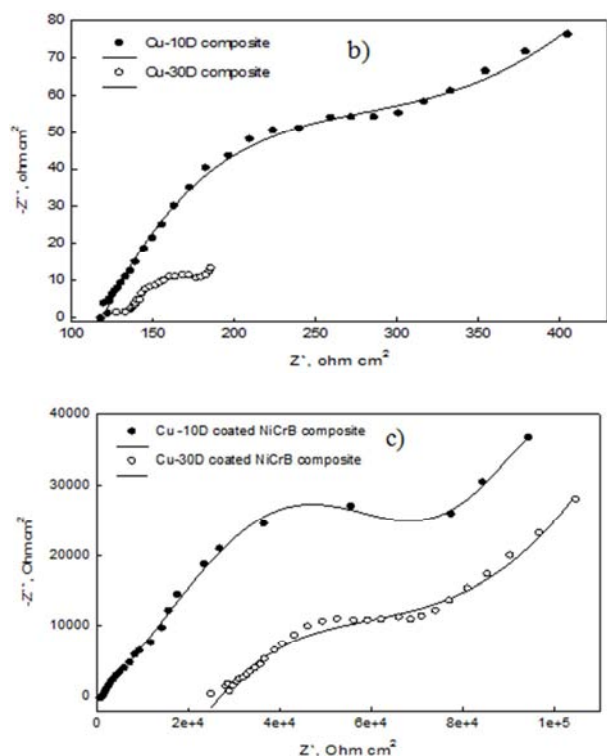 80
70
60
50
40
30
20
10
0
-Z``, ohm cm²
Cu-10D composite
Cu-30D composite
b)
100 150 200 250 300 350 400
Z`, ohm cm²
40000
30000
20000
10000
0
-Z``, Ohm cm²
Cu -10D coated NiCrB composite
Cu-30D coated NiCrB composite
c)
0 2e+4 4e+4 6e+4 8e+4 1e+5
Z`, Ohm cm²